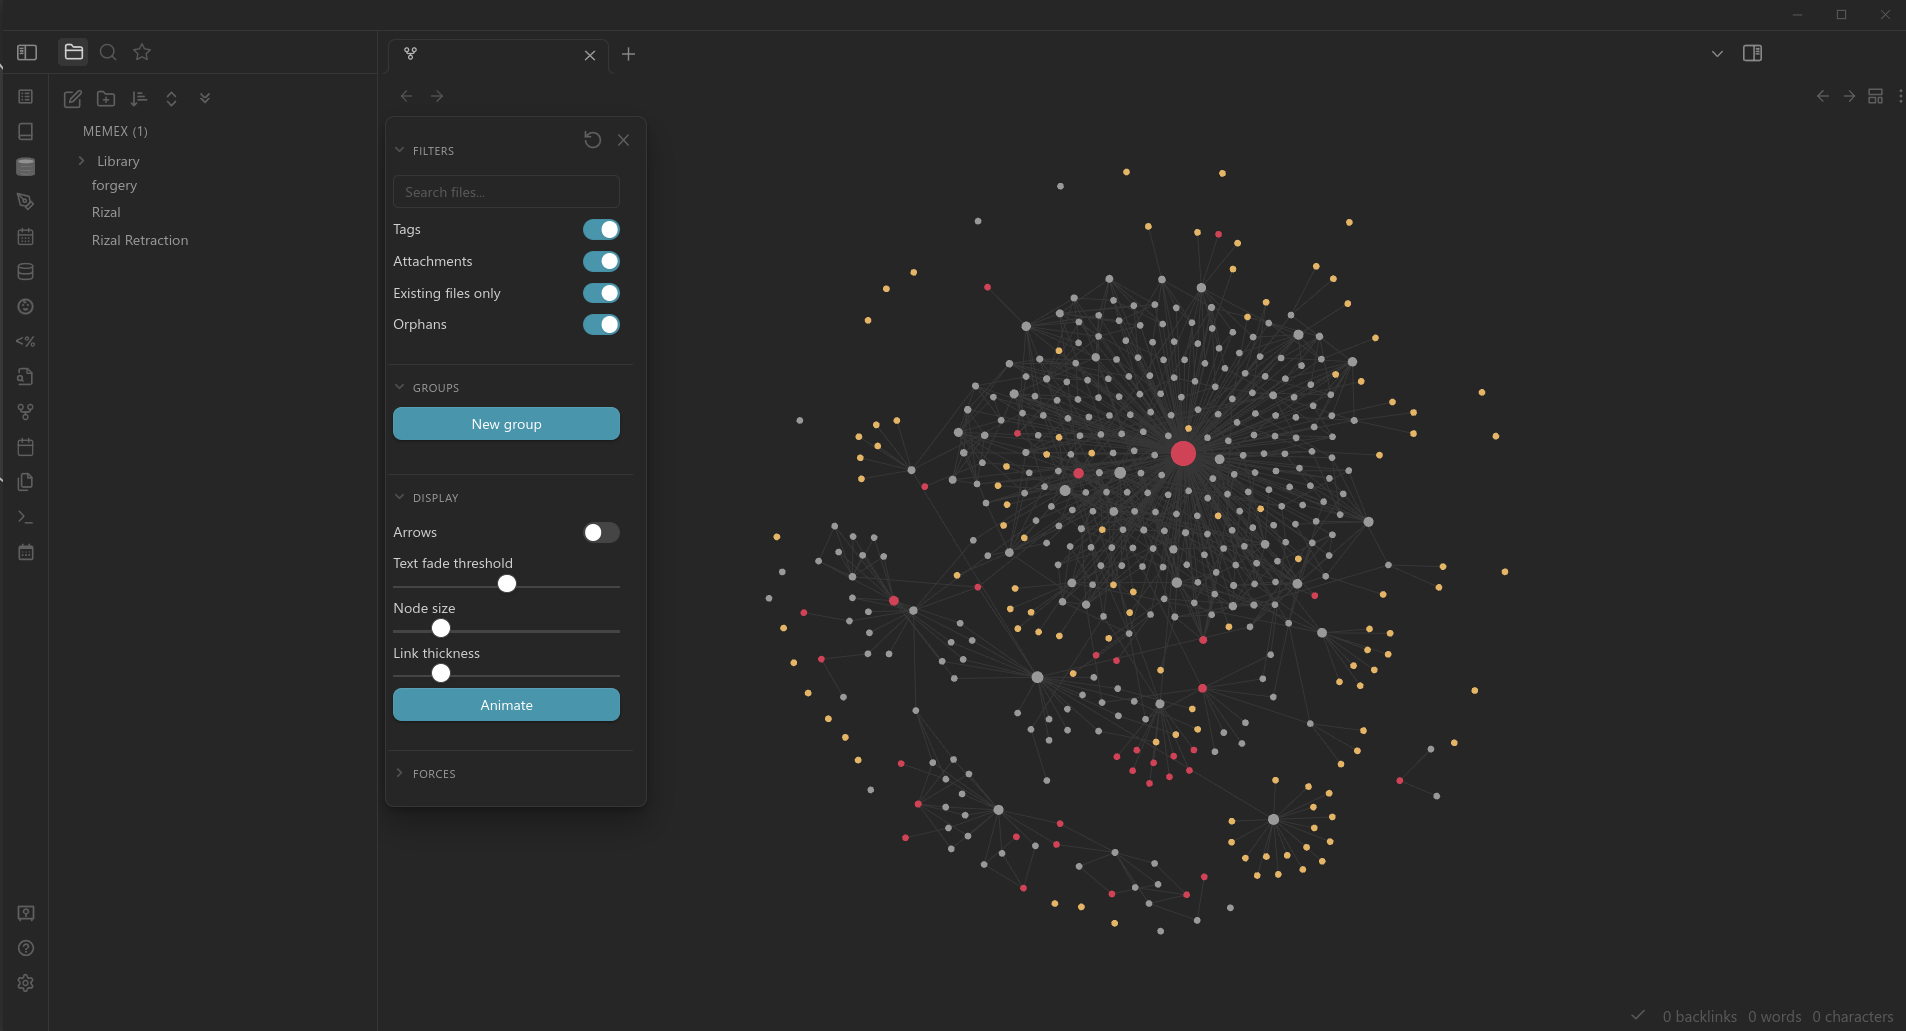 MEMEX (1)
Library
forgery
Rizal
Rizal Retraction
<%
FILTERS
Search files...
Tags
Attachments
Existing files only
Orphans
GROUPS
New group
DISPLAY
Arrows
Text fade threshold
Node size
Link thickness
Animate
FORCES
0 backlinks 0 words 0 characters